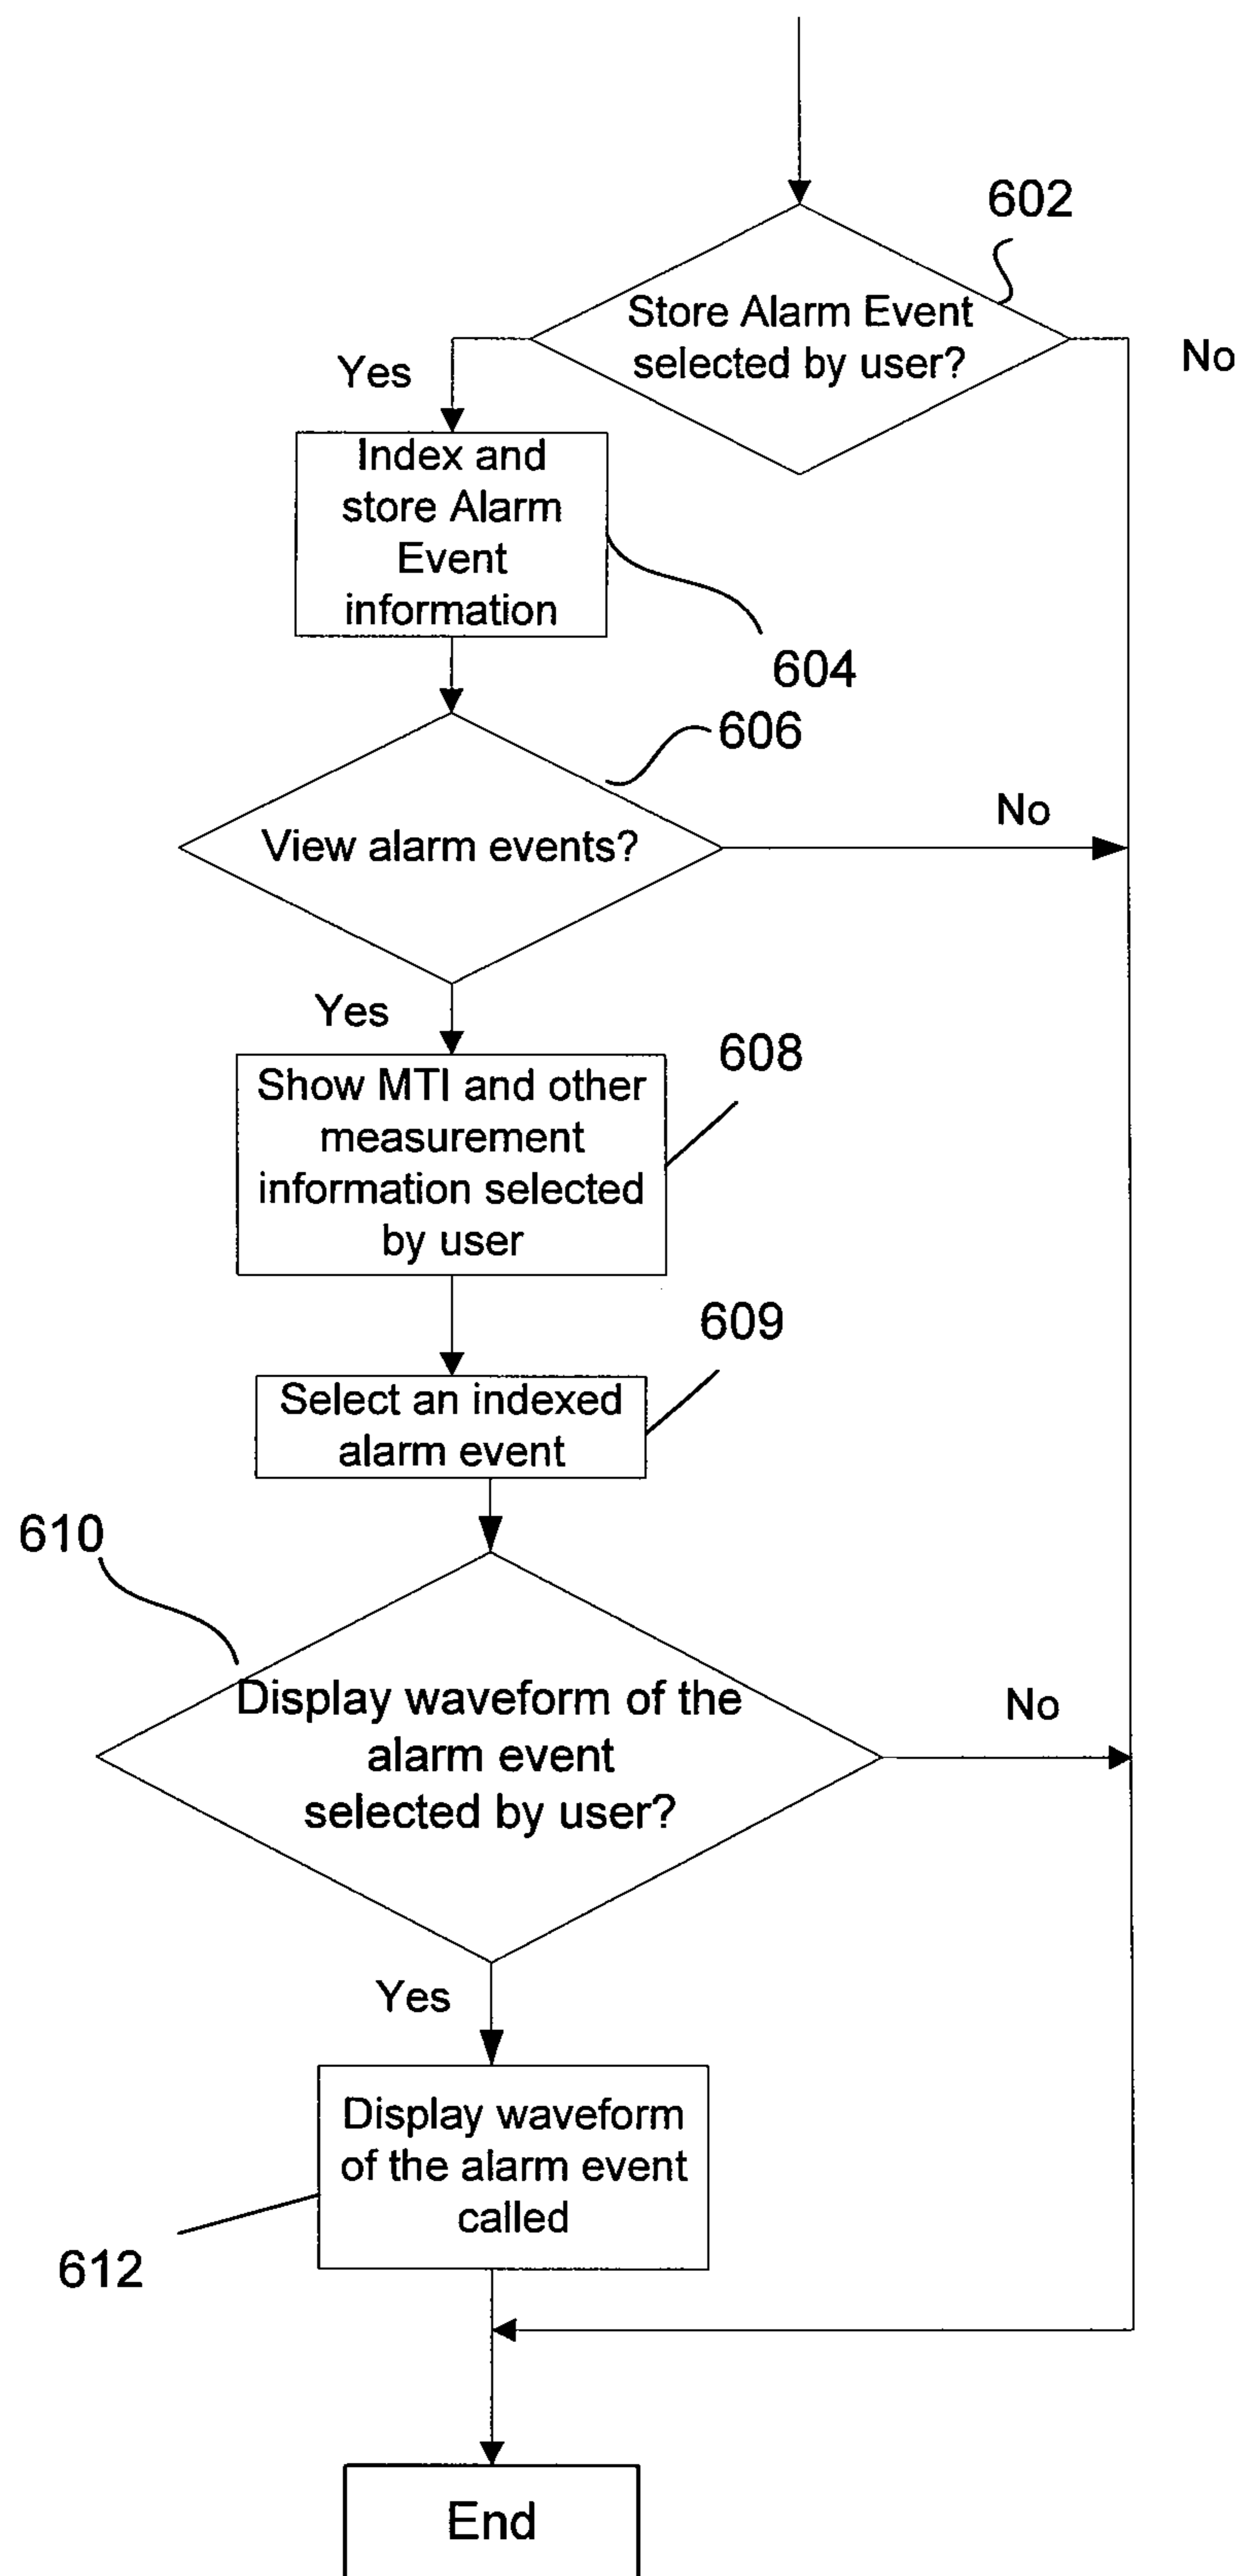 602
Store Alarm Event
selected by user?
Yes
No
Index and
store Alarm
Event
information
604
606
View alarm events?
No
Yes
608
Show MTI and other
measurement
information selected
by user
609
Select an indexed
alarm event
610
Display waveform of the
alarm event
selected by user?
No
Yes
Display waveform
of the alarm event
called
612
End